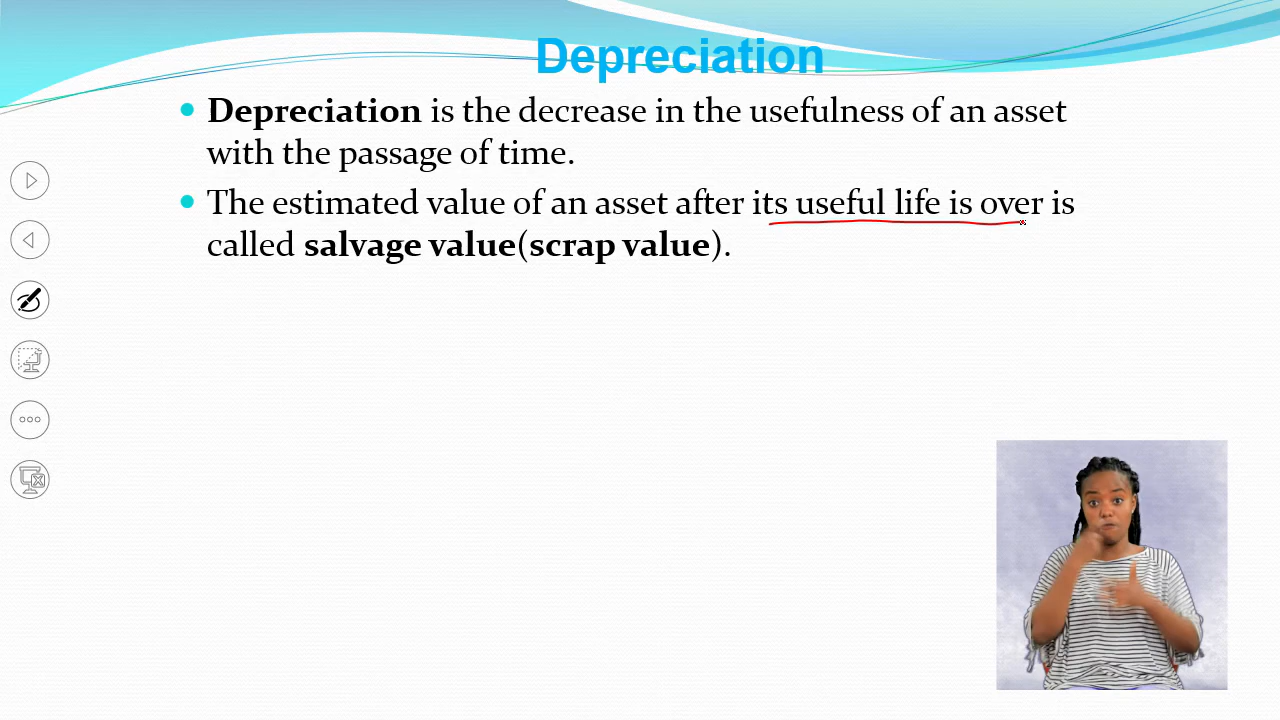 Depreciation
Depreciation is the decrease in the usefulness of an asset
with the passage of time.
The estimated value of an asset after its useful life is over is
called salvage value(scrap value).